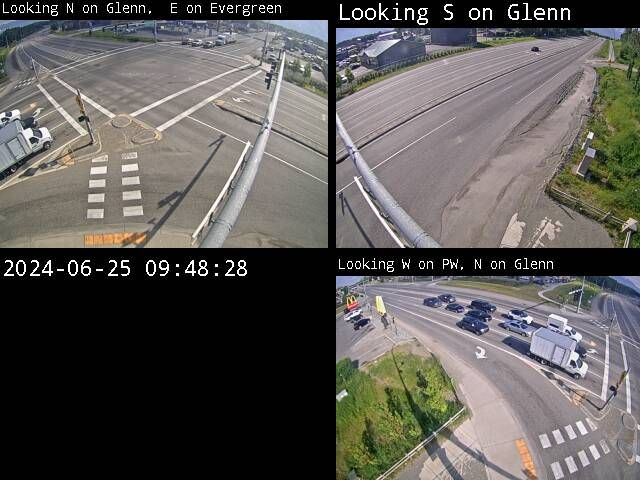 Looking N on Glenn, E on Evergreen
Looking S on Glenn
2024-06-25 09:48:28
Looking W on PW, N on Glenn